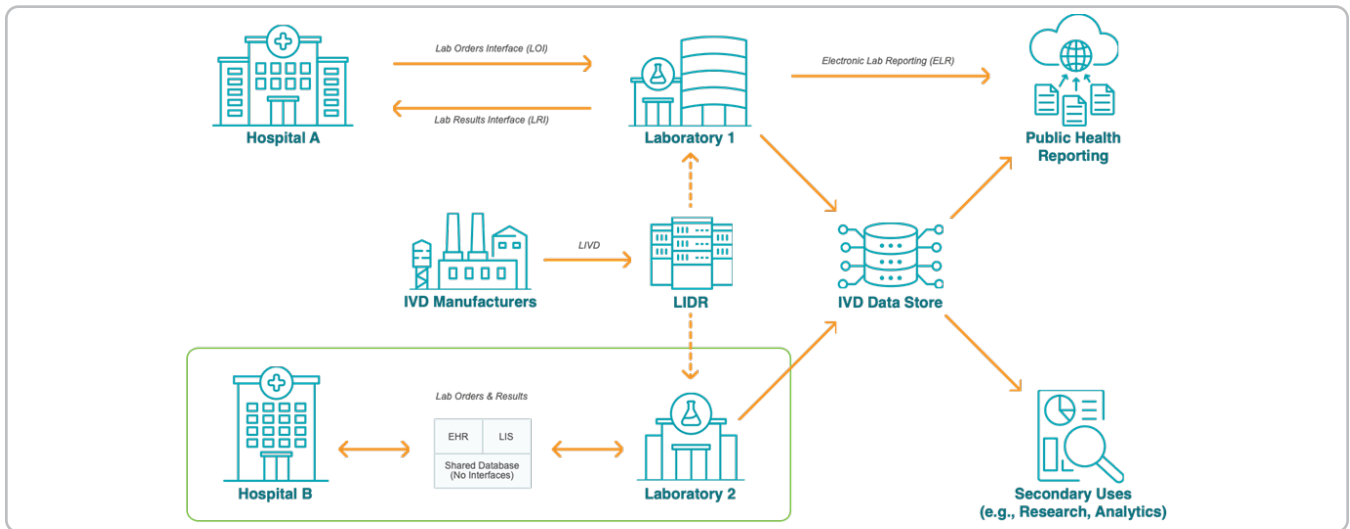 Lab Orders Interface (LOI)
Electronic Lab Reporting (ELR)
Lab Results Interface (LRI)
Hospital A
Laboratory 1
Public Health
Reporting
LIVD
IVD Manufacturers
LIDR
IVD Data Store
Lab Orders & Results
EHR
LIS
Shared Database
(No Interfaces)
Hospital B
Laboratory 2
Secondary Uses
(e.g., Research, Analytics)